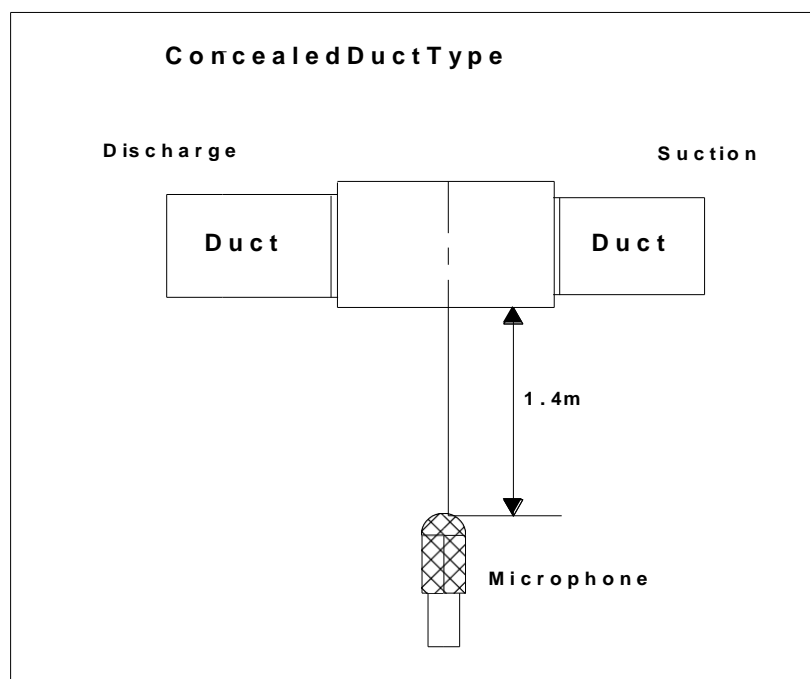 ConcealedDuctType
Discharge
Suction
Duct
Duct
1.4m
Microphone